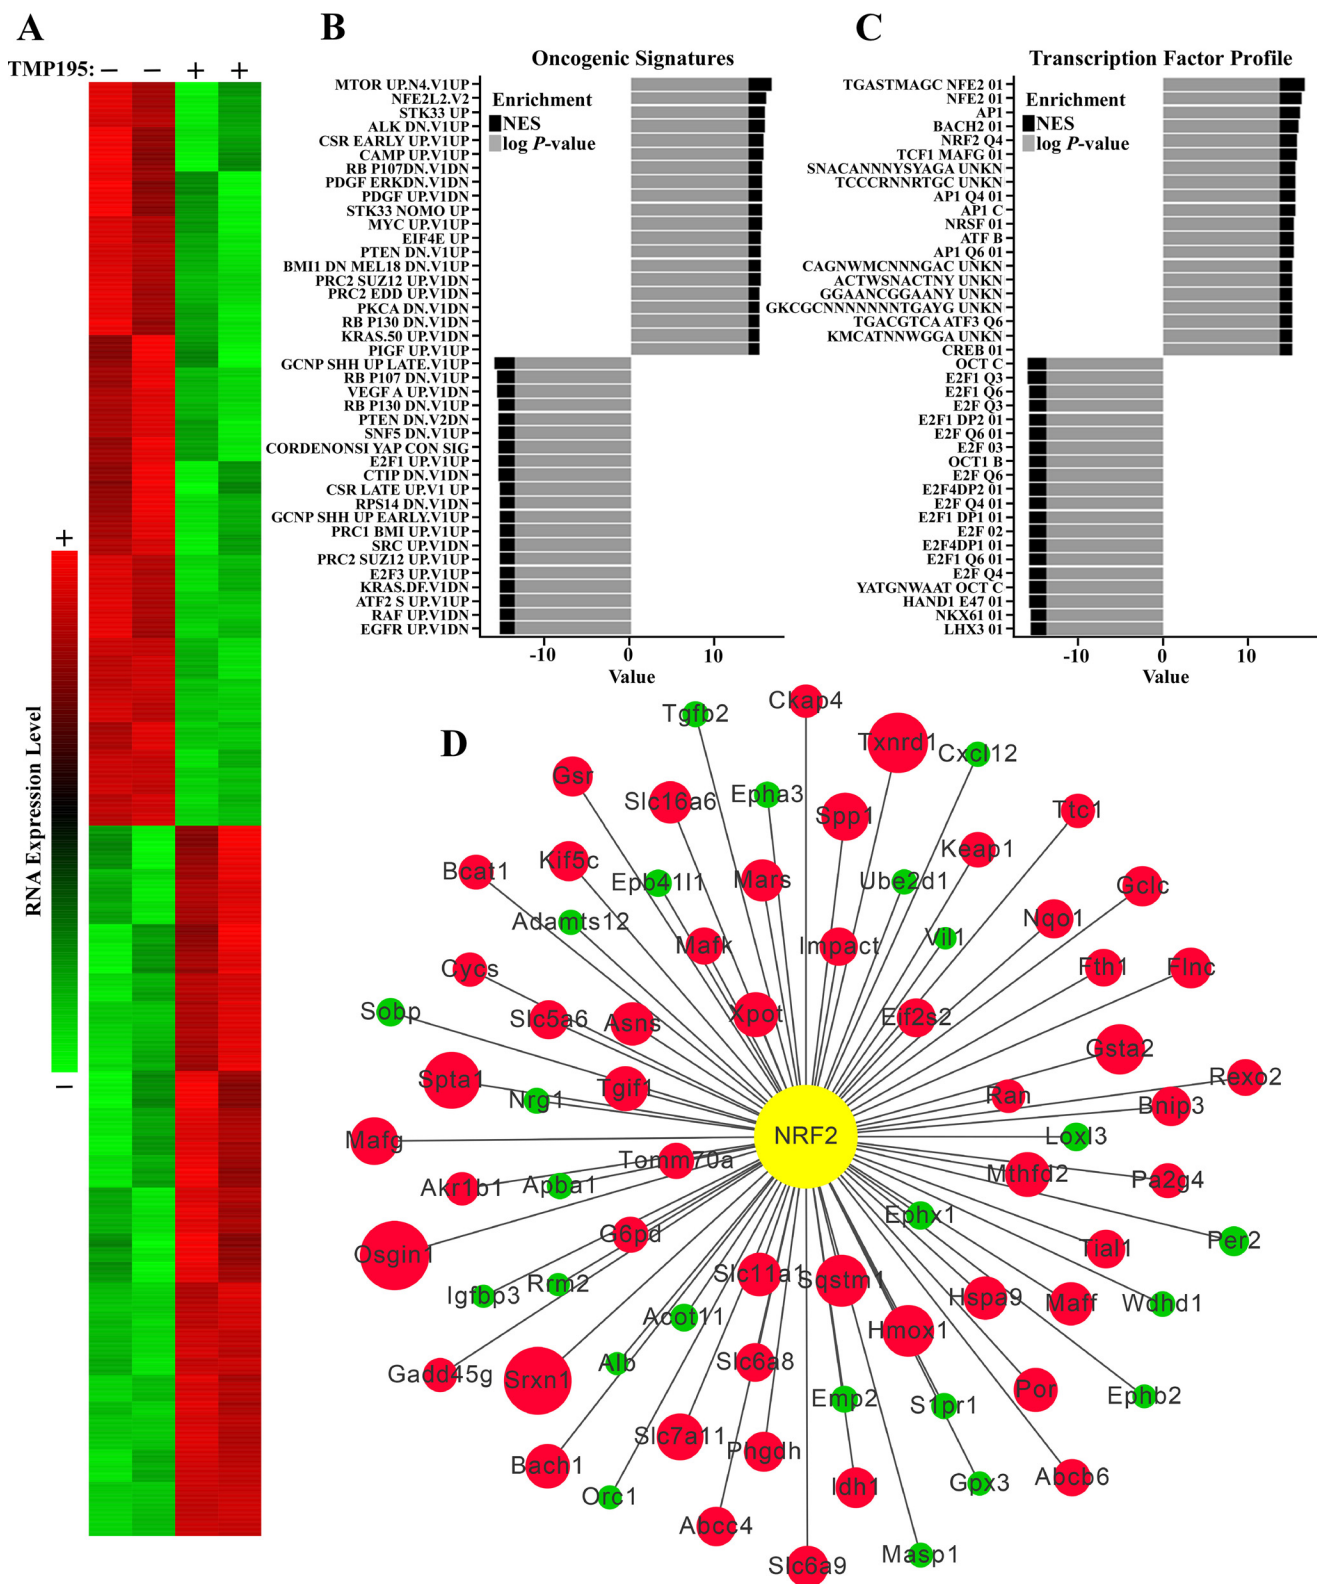 A
TMP195: − − + +
+
RNA Expression Level
−
B
Oncogenic Signatures
Enrichment
NES
log P-value
MTOR UP.N4.V1UP
NFE2L2.V2
STK33 UP
ALK DN.V1UP
CSR EARLY UP.V1UP
CAMP UP.V1UP
RB P107DN.V1DN
PDGF ERKDN.V1DN
PDGF UP.V1DN
STK33 NOMO UP
MYC UP.V1UP
EIF4E UP
PTEN DN.V1UP
BMI1 DN MEL18 DN.V1UP
PRC2 SUZ12 UP.V1DN
PRC2 EDD UP.V1DN
PKCA DN.V1DN
RB P130 DN.V1DN
KRAS.50 UP.V1DN
PIGF UP.V1UP
GCNP SHH UP LATE.V1UP
RB P107 DN.V1UP
VEGF A UP.V1DN
RB P130 DN.V1UP
PTEN DN.V2DN
SNF5 DN.V1UP
CORDENONSI YAP CON SIG
E2F1 UP.V1UP
CTIP DN.V1DN
CSR LATE UP.V1 UP
RPS14 DN.V1DN
GCNP SHH UP EARLY.V1UP
PRC1 BMI UP.V1UP
SRC UP.V1DN
PRC2 SUZ12 UP.V1UP
E2F3 UP.V1UP
KRAS.DF.V1DN
ATF2 S UP.V1UP
RAF UP.V1DN
EGFR UP.V1DN
-10 0 10
Value
C
Transcription Factor Profile
Enrichment
NES
log P-value
TGASTMAGC NFE2 01
NFE2 01
AP1
BACH2 01
NRF2 Q4
TCF1 MAFG 01
SNACANNNYSYAGA UNKN
TCCCRNNRTGC UNKN
AP1 Q4 01
AP1 C
NRSF 01
ATF B
AP1 Q6 01
CAGNWMCNNNGAC UNKN
ACTWSNACTNY UNKN
GGAANCGGAANY UNKN
GKCGCNNNNNNNTGAYG UNKN
TGACGTCA ATF3 Q6
KMCATNNWGGA UNKN
CREB 01
OCT C
E2F1 Q3
E2F1 Q6
E2F Q3
E2F1 DP2 01
E2F Q6 01
E2F 03
OCT1 B
E2F Q6
E2F4DP2 01
E2F Q4 01
E2F1 DP1 01
E2F 02
E2F4DP1 01
E2F1 Q6 01
E2F Q4
YATGNWAAT OCT C
HAND1 E47 01
NKX61 01
LHX3 01
-10 0 10
Value
D
Ckap4
Tgfb2
Txnrd1
Cxcl12
Gsr
Slc16a6
Epha3
Spp1
Ttc1
Keap1
Kif5c
Bcat1
Epb41l1
Mars
Ube2d1
Gclc
Adamts12
Nqo1
Mafk
Impact
Vil1
Cycs
Fth1
Flnc
Sobp
Slc5a6
Asns
Xpot
Eif2s2
Gsta2
Spta1
Nrg1
Tgif1
Ran
Rexo2
Bnip3
Mafg
NRF2
Loxl3
Tomm70a
Akr1b1
Apba1
Mthfd2
Pa2g4
Ephx1
G6pd
Osgin1
Tial1
Per2
Slc11a1
Sqstm1
Igfbp3
Rrm2
Hspa9
Maff
Wdhd1
Acot11
Hmox1
Gadd45g
Srxn1
Alb
Slc6a8
Por
Ephb2
Emp2
S1pr1
Slc7a11
Phgdh
Bach1
Orc1
Idh1
Gpx3
Abcb6
Abcc4
Slc6a9
Masp1